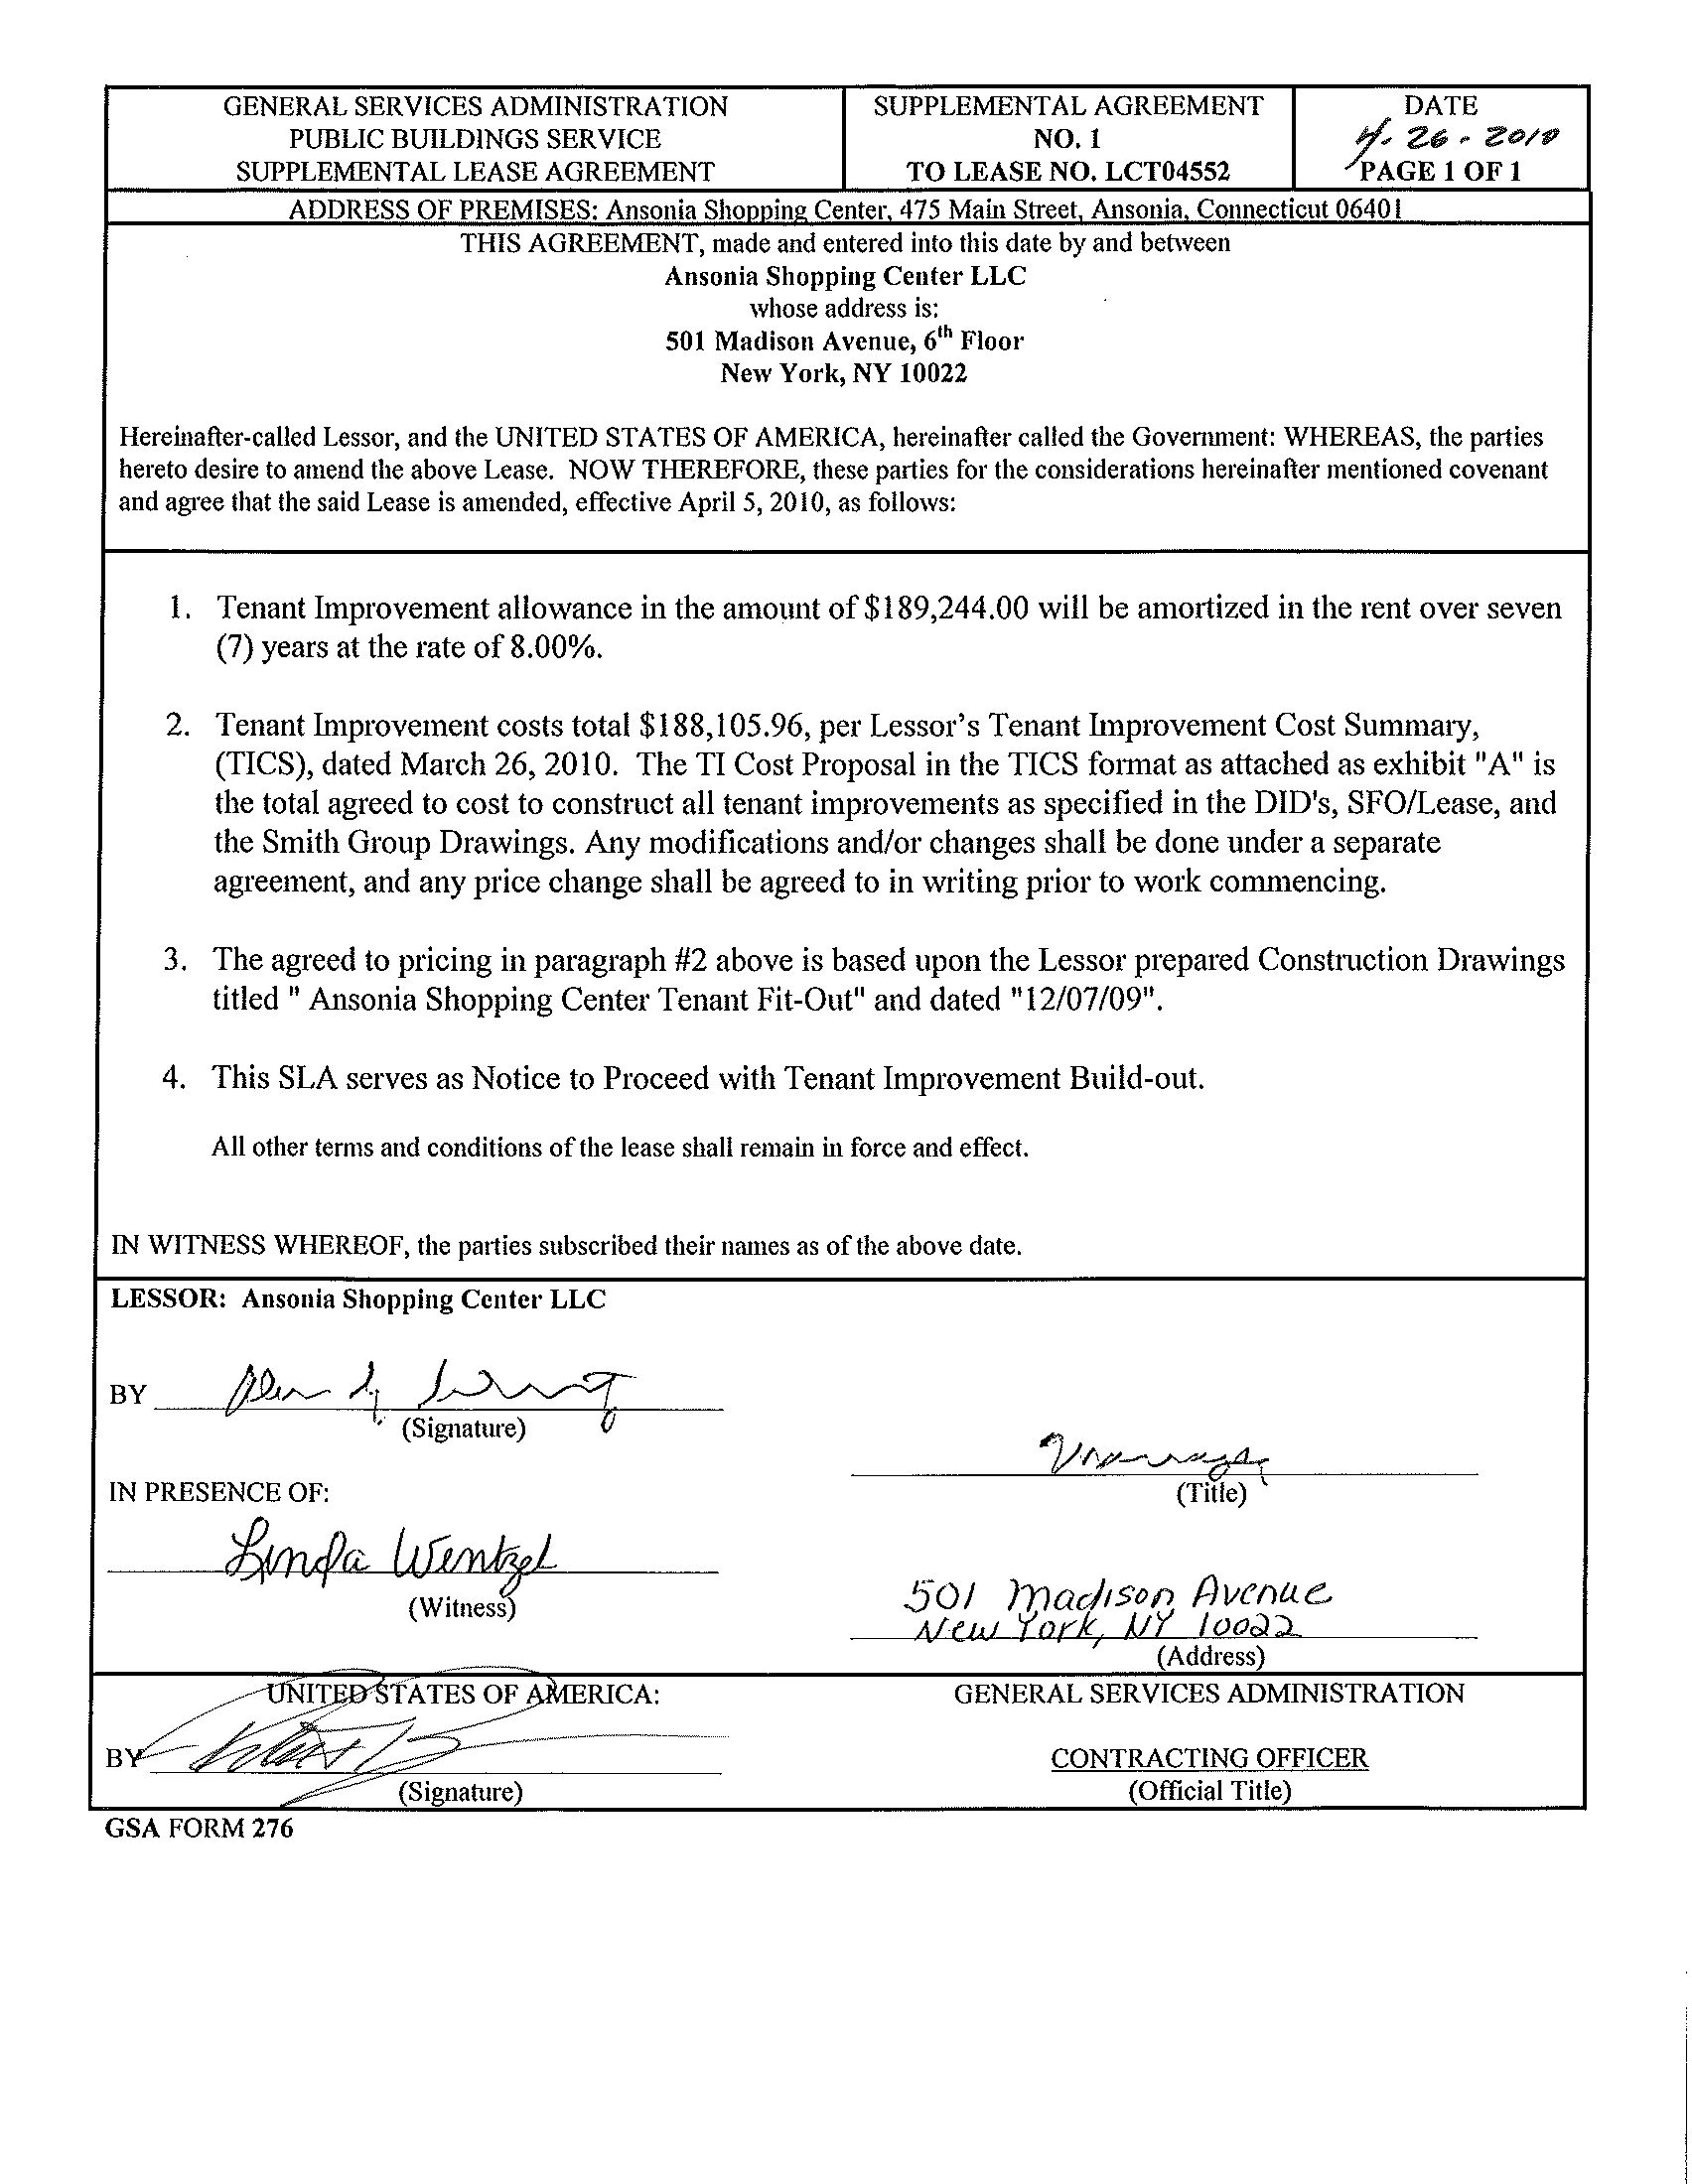 GENERAL SERVICES ADMINISTRATION
PUBLIC BUILDINGS SERVICE
SUPPLEMENTAL LEASE AGREEMENT
SUPPLEMENTAL AGREEMENT
NO. 1
TO LEASE NO. LCT04552
DATE
4-26-2010
PAGE 1 OF 1
ADDRESS OF PREMISES: Ansonia Shopping Center, 475 Main Street, Ansonia, Connecticut 06401
THIS AGREEMENT, made and entered into this date by and between
Ansonia Shopping Center LLC
whose address is:
501 Madison Avenue, 6th Floor
New York, NY 10022
Hereinafter-called Lessor, and the UNITED STATES OF AMERICA, hereinafter called the Government: WHEREAS, the parties
hereto desire to amend the above Lease. NOW THEREFORE, these parties for the considerations hereinafter mentioned covenant
and agree that the said Lease is amended, effective April 5, 2010, as follows:
1. Tenant Improvement allowance in the amount of $189,244.00 will be amortized in the rent over seven
(7) years at the rate of 8.00%.
2. Tenant Improvement costs total $188,105.96, per Lessor's Tenant Improvement Cost Summary,
(TICS), dated March 26, 2010. The TI Cost Proposal in the TICS format as attached as exhibit "A" is
the total agreed to cost to construct all tenant improvements as specified in the DID's, SFO/Lease, and
the Smith Group Drawings. Any modifications and/or changes shall be done under a separate
agreement, and any price change shall be agreed to in writing prior to work commencing.
3. The agreed to pricing in paragraph #2 above is based upon the Lessor prepared Construction Drawings
titled " Ansonia Shopping Center Tenant Fit-Out" and dated "12/07/09".
4. This SLA serves as Notice to Proceed with Tenant Improvement Build-out.
All other terms and conditions of the lease shall remain in force and effect.
IN WITNESS WHEREOF, the parties subscribed their names as of the above date.
LESSOR: Ansonia Shopping Center LLC
BY
(Signature)
Manager
(Title)
IN PRESENCE OF:
Linda Wentzel
(Witness)
501 Madison Avenue
New York, NY 10022
(Address)
UNITED STATES OF AMERICA:
GENERAL SERVICES ADMINISTRATION
BY
(Signature)
CONTRACTING OFFICER
(Official Title)
GSA FORM 276